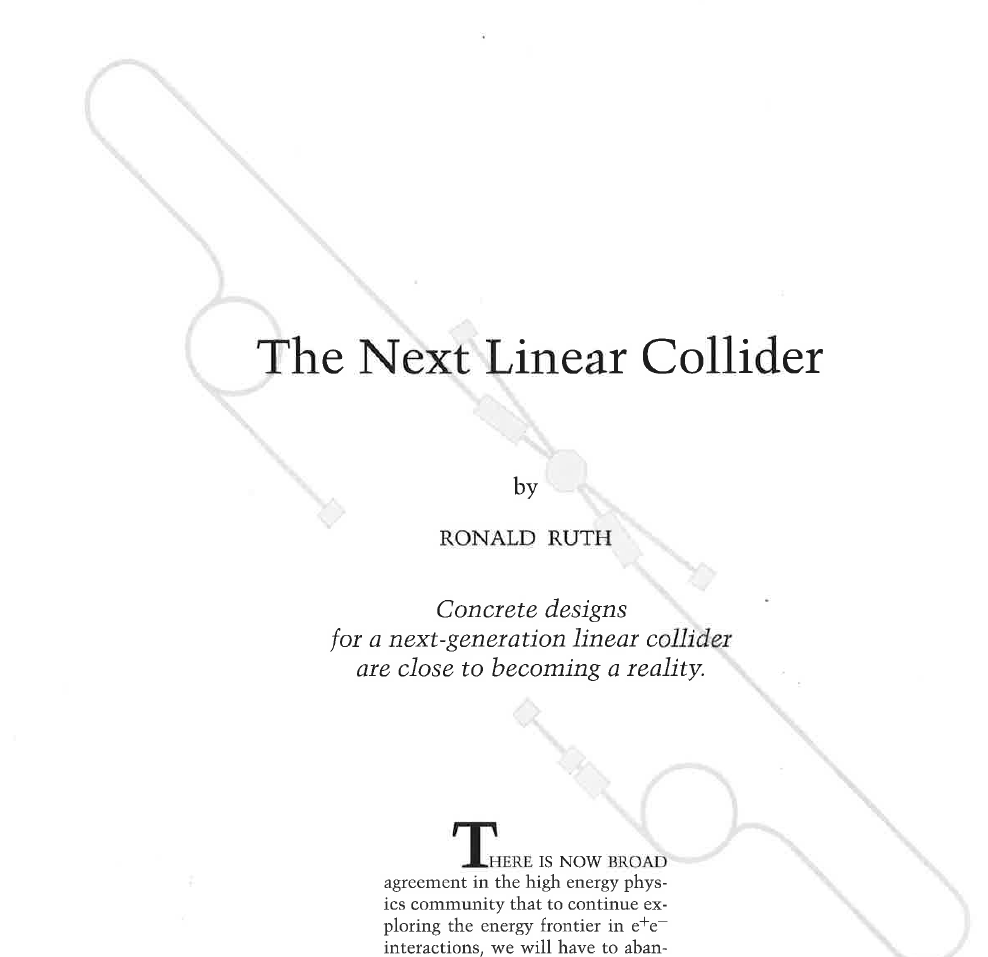 The Next Linear Collider
by
RONALD RUTH
Concrete designs
for a next-generation linear collider
are close to becoming a reality.
THERE IS NOW BROAD
agreement in the high energy phys-
ics community that to continue ex-
ploring the energy frontier in e⁺e⁻
interactions, we will have to aban-